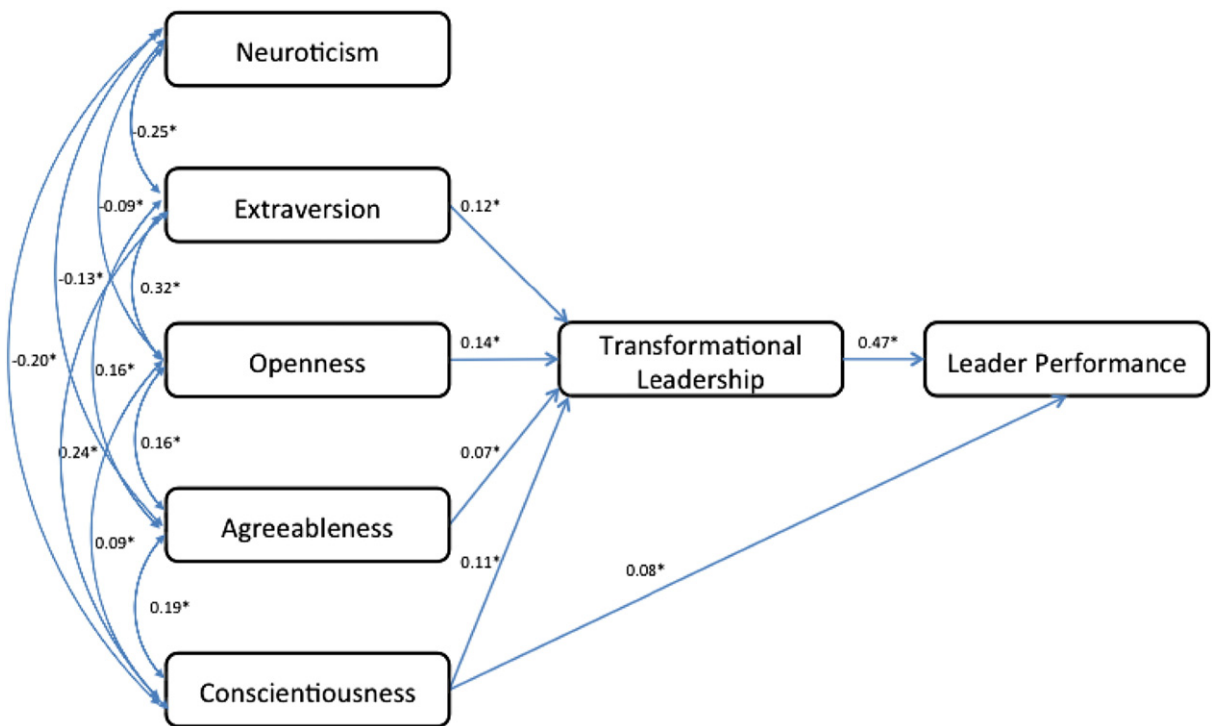 Neuroticism
-0.25*
Extraversion
-0.09*
0.12*
-0.13*
0.32*
Openness
0.14*
Transformational
Leadership
0.47*
Leader Performance
-0.20*
0.16*
0.16*
0.07*
0.24*
Agreeableness
0.09*
0.11*
0.08*
0.19*
Conscientiousness